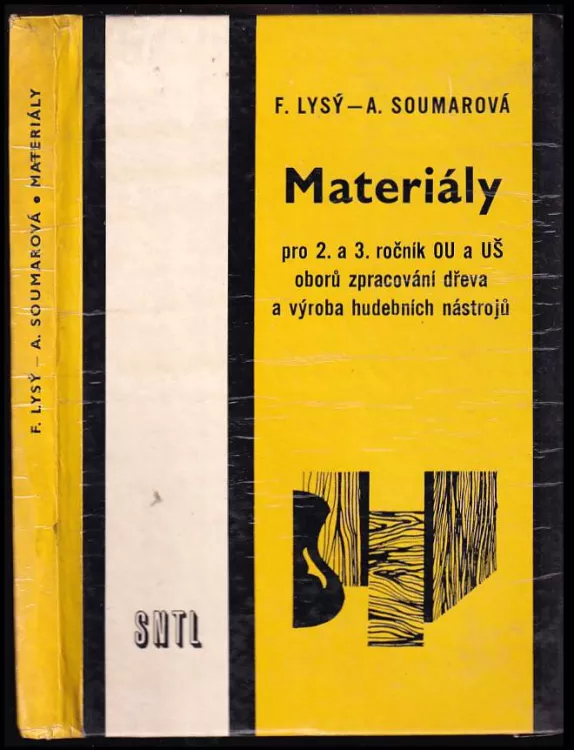 F. LYSÝ – A. SOUMAROVÁ • MATERIÁLY
F. LYSÝ – A. SOUMAROVÁ
Materiály
pro 2. a 3. ročník OU a UŠ
oborů zpracování dřeva
a výroba hudebních nástrojů
SNTL